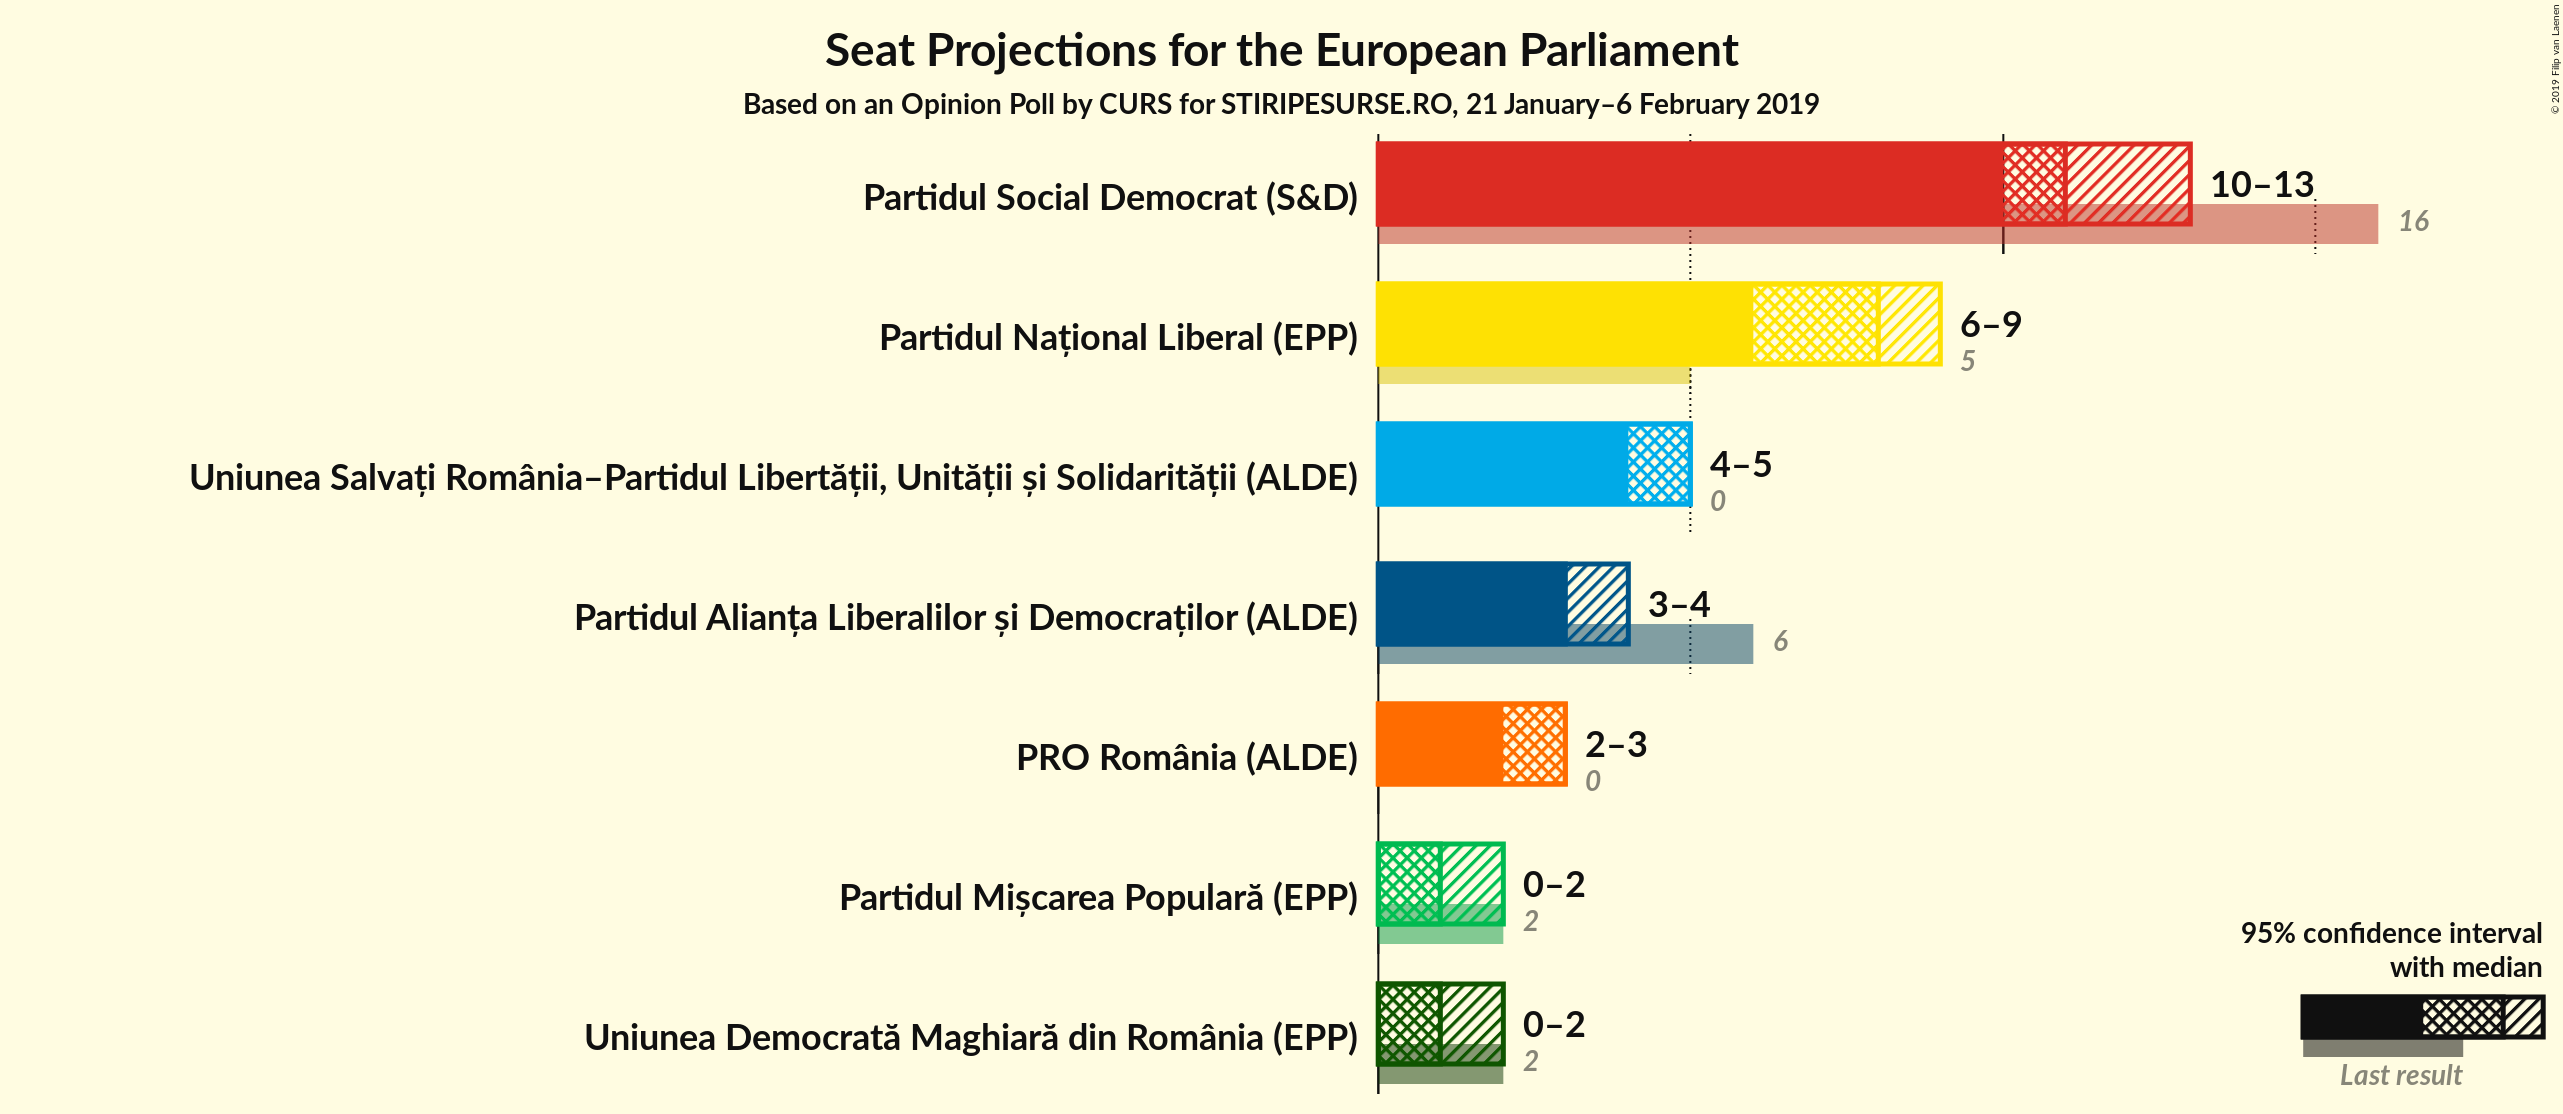 Seat Projections for the European Parliament
Based on an Opinion Poll by CURS for STIRIPESURSE.RO, 21 January–6 February 2019
© 2019 Filip van Laenen
Partidul Social Democrat (S&D)
10–13
16
Partidul Național Liberal (EPP)
6–9
5
Uniunea Salvați România–Partidul Libertății, Unității și Solidarității (ALDE)
4–5
0
Partidul Alianța Liberalilor și Democraților (ALDE)
3–4
6
PRO România (ALDE)
2–3
0
Partidul Mișcarea Populară (EPP)
0–2
2
Uniunea Democrată Maghiară din România (EPP)
0–2
2
95% confidence interval
with median
Last result